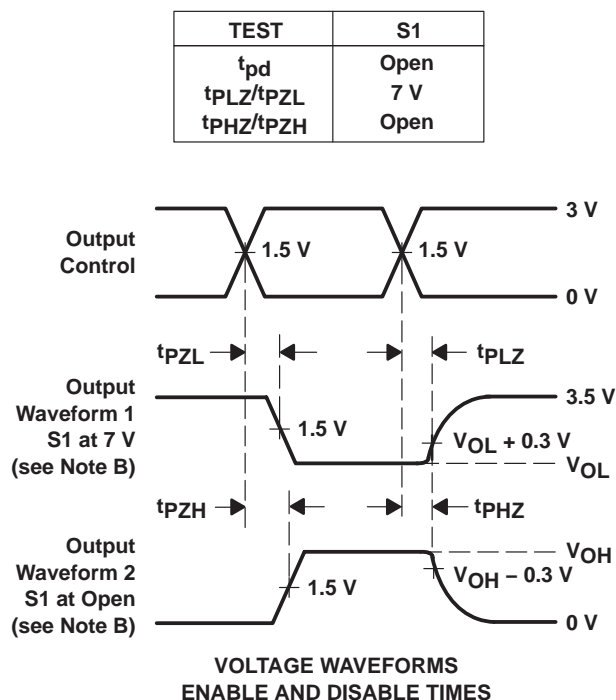 TEST S1
tpd Open
tPLZ/tPZL 7 V
tPHZ/tPZH Open
3 V
Output
Control
1.5 V 1.5 V
0 V
tPZL tPLZ
Output
Waveform 1
S1 at 7 V
(see Note B)
3.5 V
1.5 V
VOL + 0.3 V
VOL
tPZH tPHZ
Output
Waveform 2
S1 at Open
(see Note B)
VOH
1.5 V
VOH – 0.3 V
0 V
VOLTAGE WAVEFORMS
ENABLE AND DISABLE TIMES